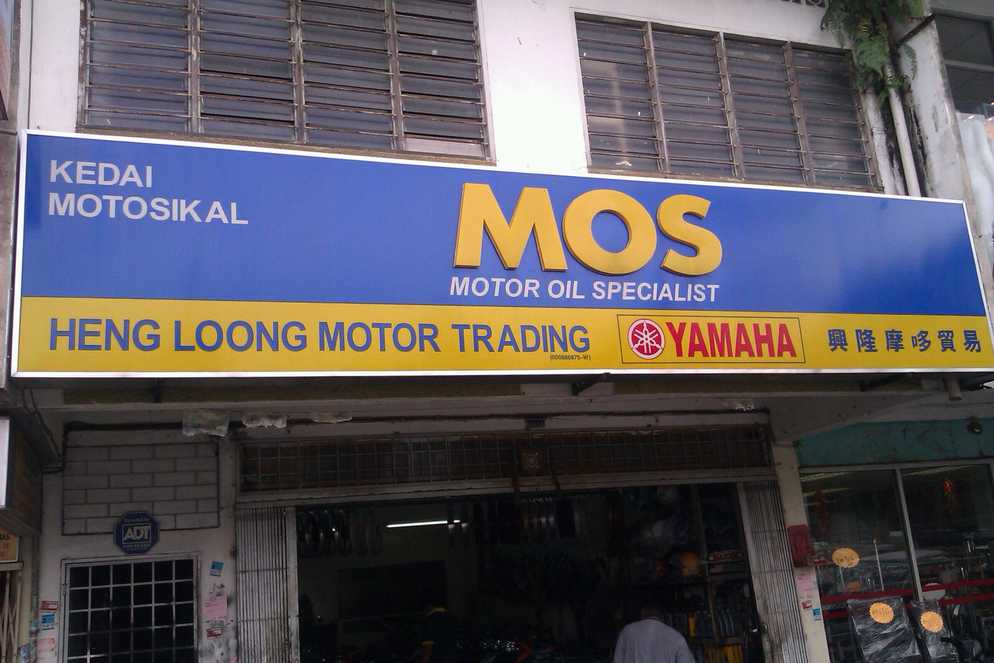 KEDAI
MOTOSIKAL
MOS
MOTOR OIL SPECIALIST
HENG LOONG MOTOR TRADING
YAMAHA
興隆摩哆貿易
ADT